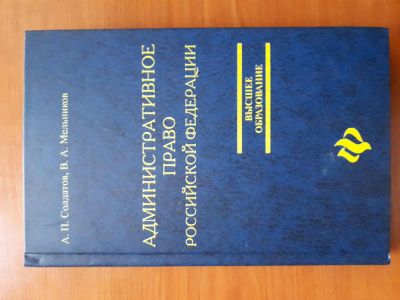 А. П. Солдатов, В. А. Мельников
АДМИНИСТРАТИВНОЕ
ПРАВО
РОССИЙСКОЙ ФЕДЕРАЦИИ
ВЫСШЕЕ
ОБРАЗОВАНИЕ